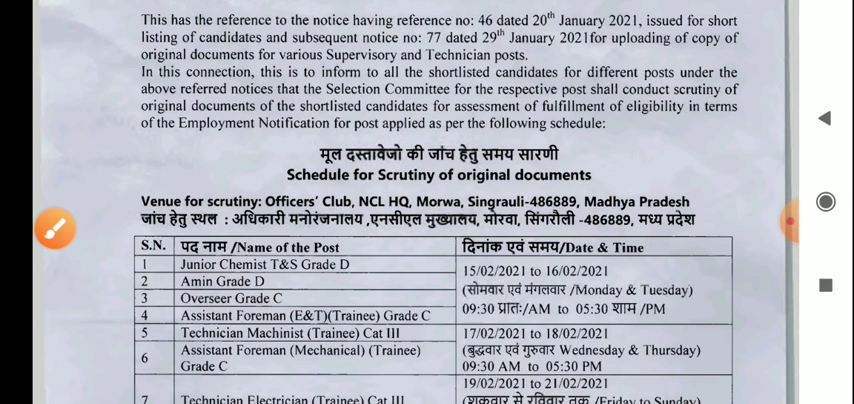 This has the reference to the notice having reference no: 46 dated 20th January 2021, issued for short
listing of candidates and subsequent notice no: 77 dated 29th January 2021for uploading of copy of
original documents for various Supervisory and Technician posts.
In this connection, this is to inform to all the shortlisted candidates for different posts under the
above referred notices that the Selection Committee for the respective post shall conduct scrutiny of
original documents of the shortlisted candidates for assessment of fulfillment of eligibility in terms
of the Employment Notification for post applied as per the following schedule:
मूल दस्तावेजो की जांच हेतु समय सारणी
Schedule for Scrutiny of original documents
Venue for scrutiny: Officers' Club, NCL HQ, Morwa, Singrauli-486889, Madhya Pradesh
जांच हेतु स्थल : अधिकारी मनोरंजनालय ,एनसीएल मुख्यालय, मोरवा, सिंगरौली -486889, मध्य प्रदेश
S.N. पद नाम /Name of the Post दिनांक एवं समय/Date & Time
1 Junior Chemist T&S Grade D
2 Amin Grade D
3 Overseer Grade C
4 Assistant Foreman (E&T)(Trainee) Grade C
15/02/2021 to 16/02/2021
(सोमवार एवं मंगलवार /Monday & Tuesday)
09:30 प्रातः/AM to 05:30 शाम /PM
5 Technician Machinist (Trainee) Cat III
6 Assistant Foreman (Mechanical) (Trainee)
Grade C
17/02/2021 to 18/02/2021
(बुद्धवार एवं गुरुवार Wednesday & Thursday)
09:30 AM to 05:30 PM
7 Technician Electrician (Trainee) Cat III
19/02/2021 to 21/02/2021
(शुक्रवार से रविवार तक /Friday to Sunday)